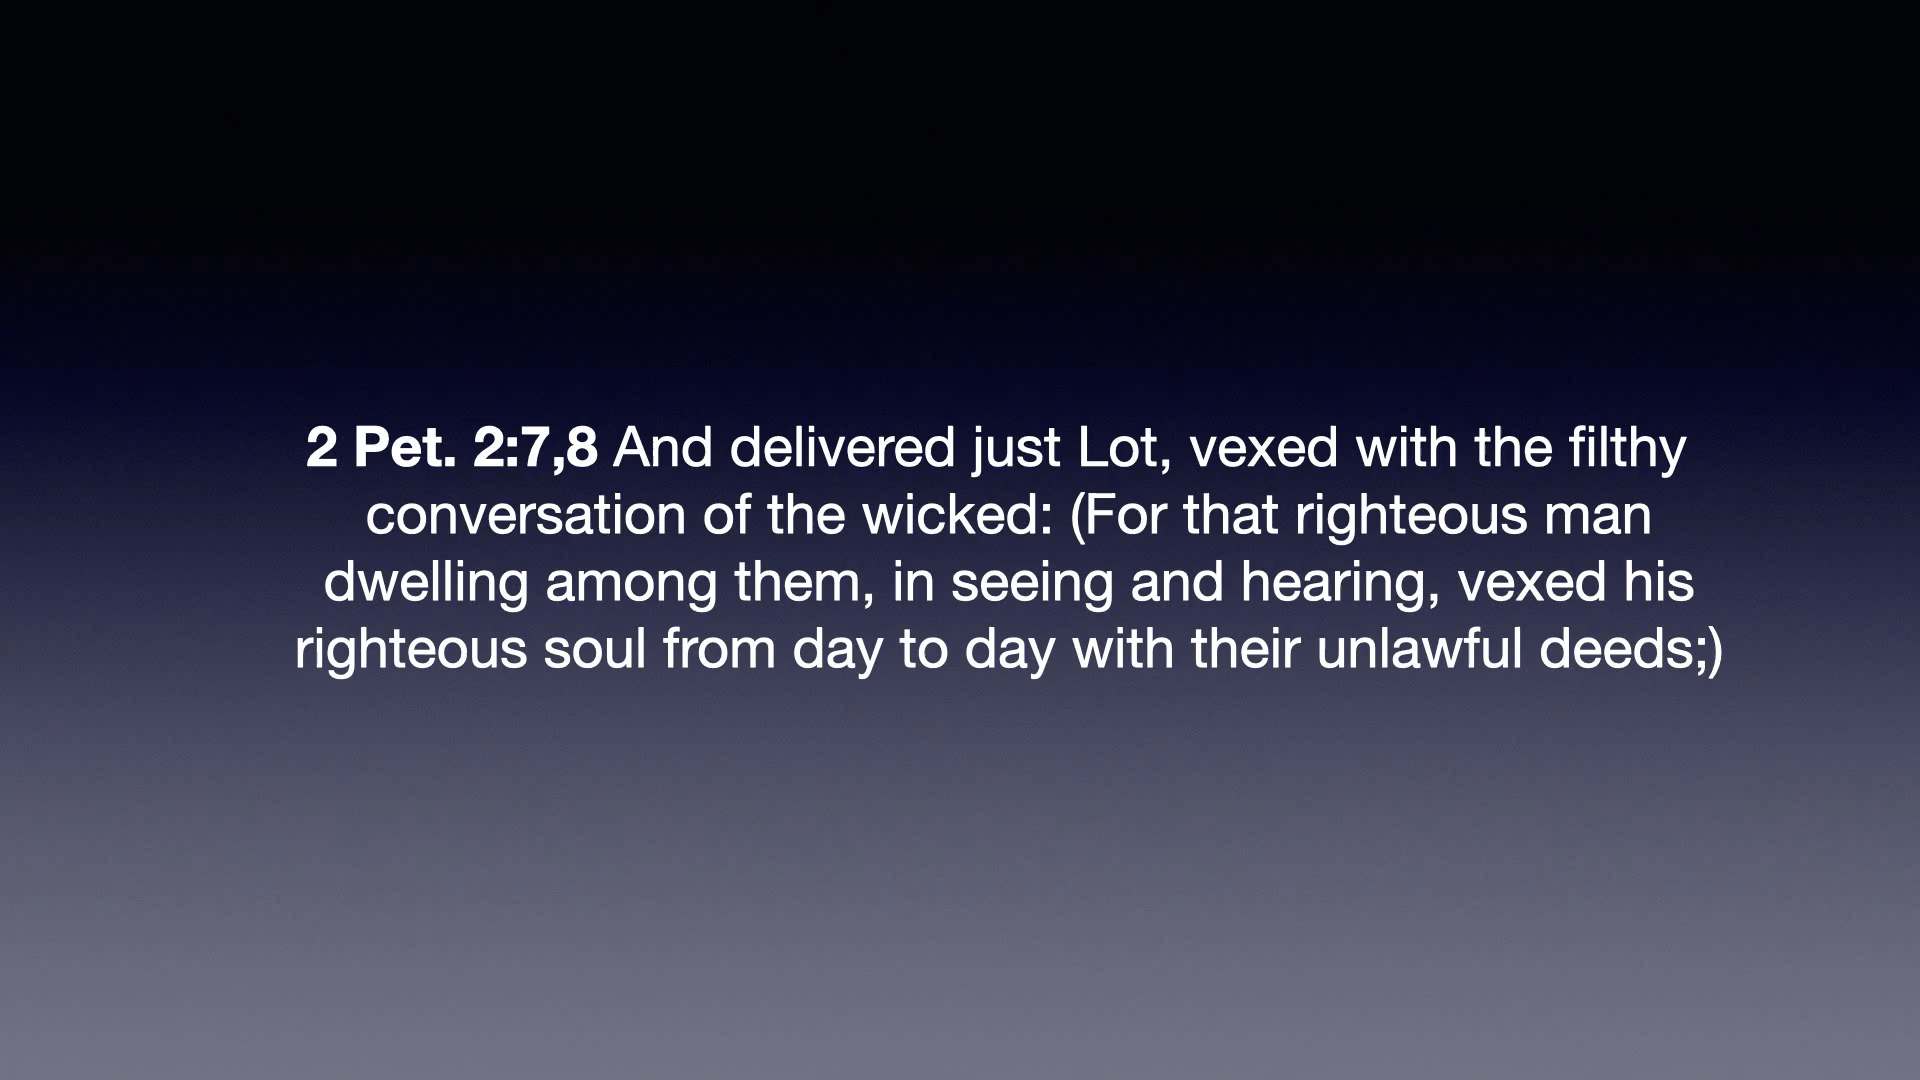 2 Pet. 2:7,8 And delivered just Lot, vexed with the filthy
conversation of the wicked: (For that righteous man
dwelling among them, in seeing and hearing, vexed his
righteous soul from day to day with their unlawful deeds;)